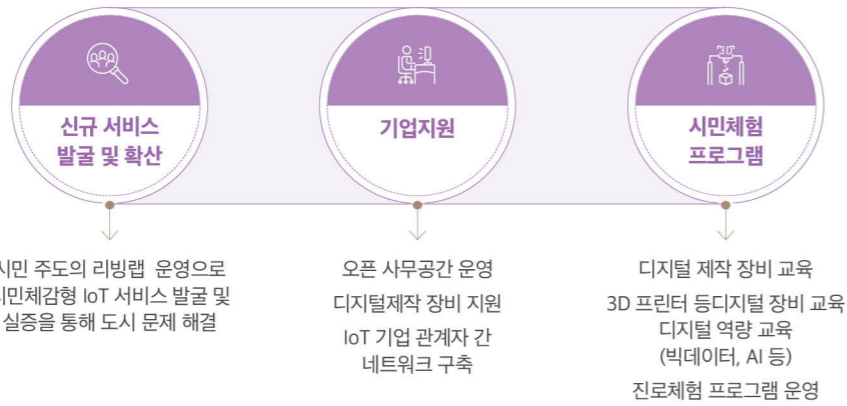 신규 서비스
발굴 및 확산
기업지원
3D
시민체험
프로그램
시민 주도의 리빙랩 운영으로
시민체감형 IoT 서비스 발굴 및
실증을 통해 도시 문제 해결
오픈 사무공간 운영
디지털제작 장비 지원
IoT 기업 관계자 간
네트워크 구축
디지털 제작 장비 교육
3D 프린터 등디지털 장비 교육
디지털 역량 교육
(빅데이터, AI 등)
진로체험 프로그램 운영